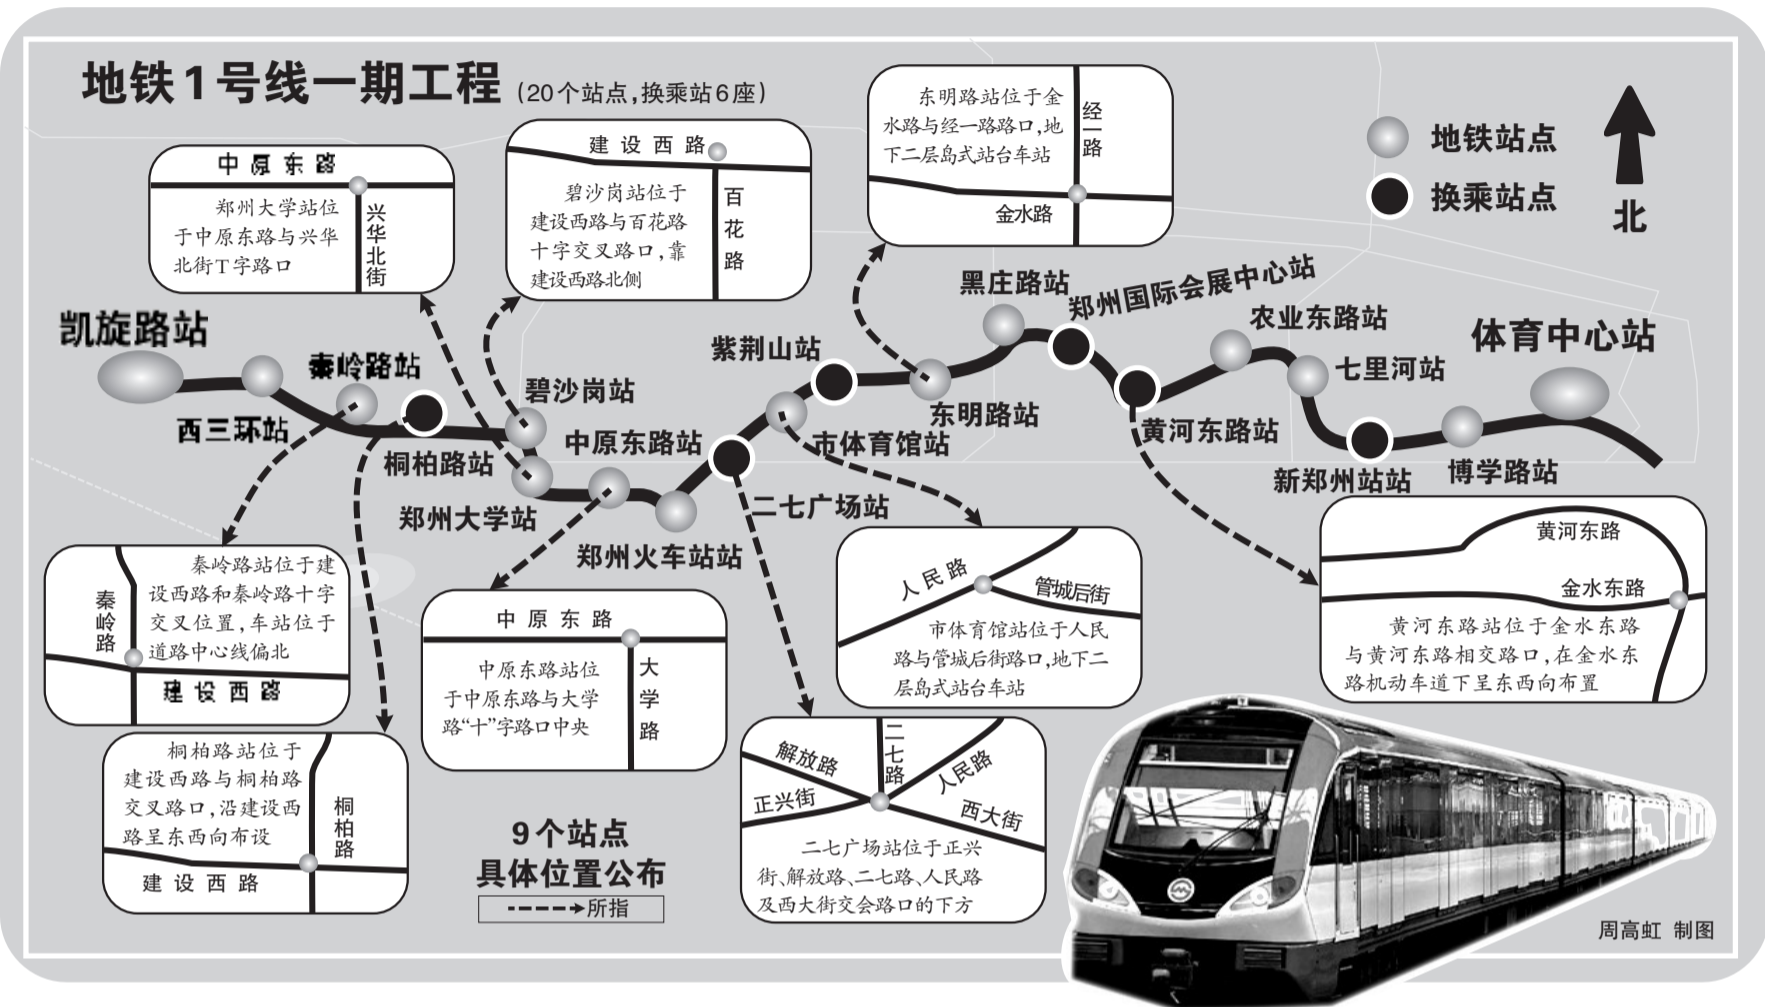 地铁1号线一期工程(20个站点,换乘站6座)
地铁站点
换乘站点
北
中原东路
兴华北街
郑州大学站位
于中原东路与兴华
北街T字路口
建设西路
百花路
碧沙岗站位于
建设西路与百花路
十字交叉路口,靠
建设西路北侧
东明路站位于金
水路与经一路路口,地
下二层岛式站台车站
经一路
金水路
凯旋路站
西三环站
秦岭路站
桐柏路站
碧沙岗站
郑州大学站
中原东路站
郑州火车站站
二七广场站
市体育馆站
紫荆山站
东明路站
黑庄路站
郑州国际会展中心站
黄河东路站
农业东路站
七里河站
新郑州站站
博学路站
体育中心站
秦岭路站位于建
设西路和秦岭路十字
交叉位置,车站位于
道路中心线偏北
秦岭路
建设西路
桐柏路站位于
建设西路与桐柏路
交叉路口,沿建设西
路呈东西向布设
桐柏路
建设西路
中原东路
大学路
中原东路站位
于中原东路与大学
路“十”字路口中央
9个站点
具体位置公布
所指
二七路
解放路
正兴街
人民路
西大街
二七广场站位于正兴
街、解放路、二七路、人民路
及西大街交会路口的下方
人民路
管城后街
市体育馆站位于人民
路与管城后街路口,地下二
层岛式站台车站
黄河东路
金水东路
黄河东路站位于金水东路
与黄河东路相交路口,在金水东
路机动车道下呈东西向布置
周高虹 制图